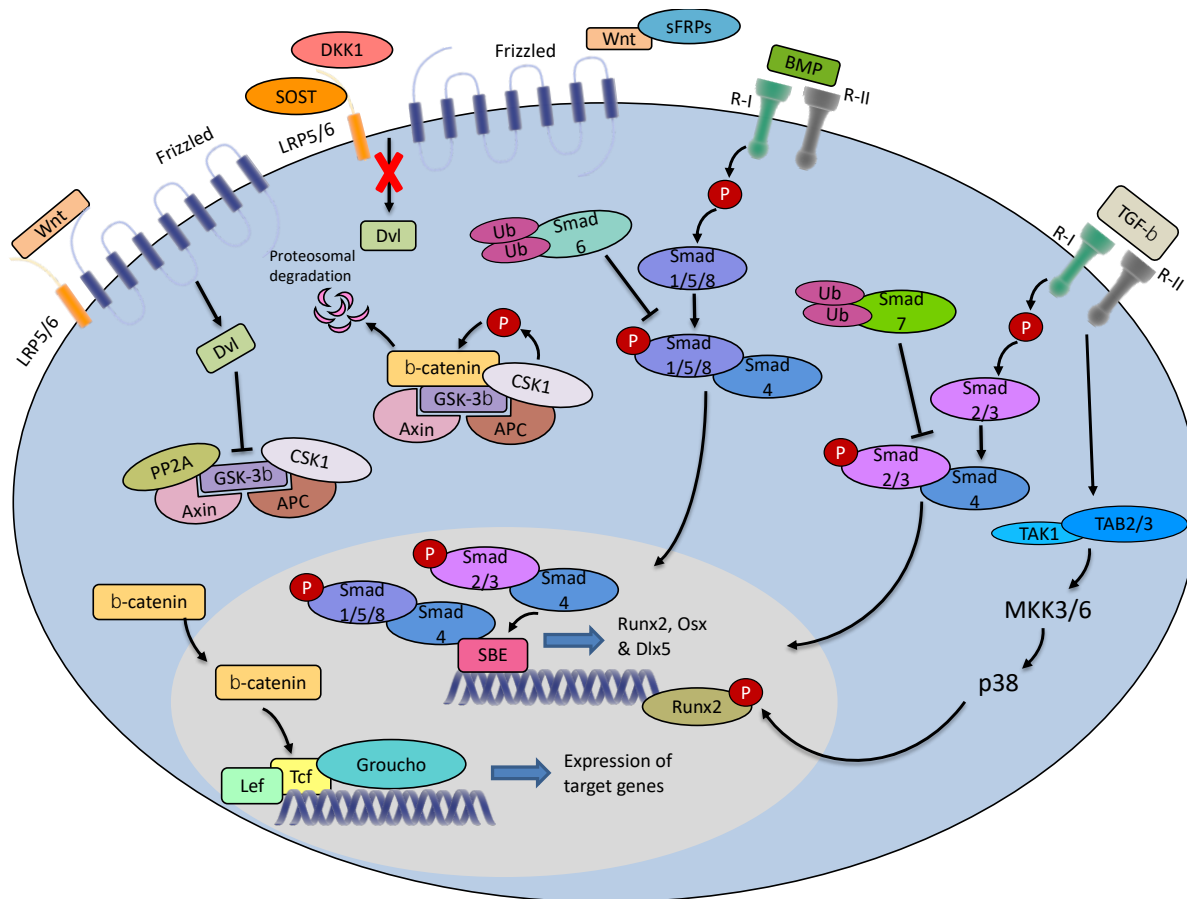 DKK1
SOST
LRP5/6
Frizzled
Wnt
sFRPs
BMP
R-I
R-II
Frizzled
Wnt
LRP5/6
Dvl
Dvl
Proteosomal
degradation
P
b-catenin
CSK1
GSK-3b
Axin
APC
PP2A
GSK-3b
CSK1
Axin
APC
Ub
Ub
Smad
6
P
Smad
1/5/8
P
Smad
1/5/8
Smad
4
TGF-b
R-I
R-II
Ub
Ub
Smad
7
P
Smad
2/3
P
Smad
2/3
Smad
4
TAK1
TAB2/3
MKK3/6
p38
b-catenin
b-catenin
P
Smad
1/5/8
Smad
4
P
Smad
2/3
Smad
4
SBE
Runx2, Osx
& Dlx5
Runx2
P
Lef
Tcf
Groucho
Expression of
target genes